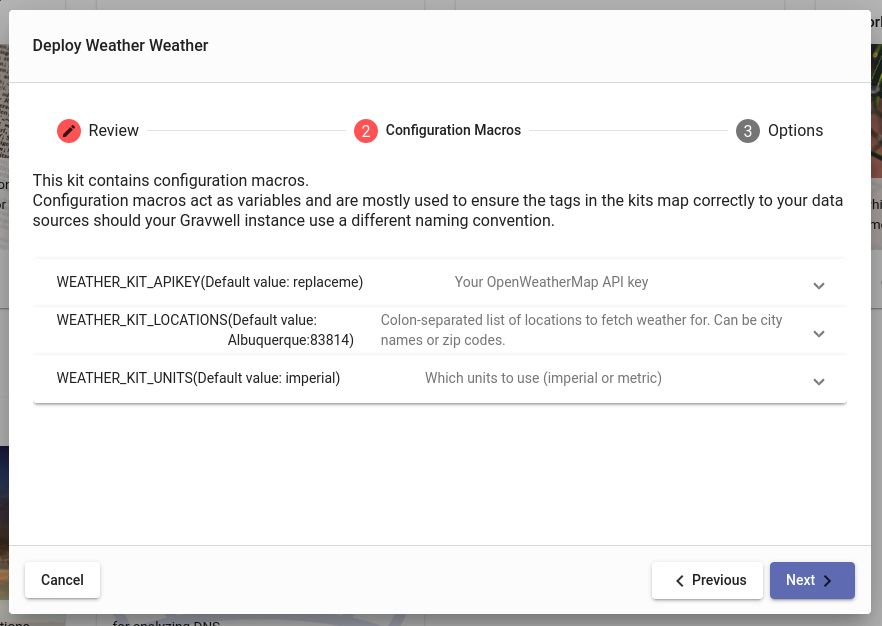 Deploy Weather Weather
Review
2 Configuration Macros
3 Options
This kit contains configuration macros.
Configuration macros act as variables and are mostly used to ensure the tags in the kits map correctly to your data
sources should your Gravwell instance use a different naming convention.
WEATHER_KIT_APIKEY(Default value: replaceme) Your OpenWeatherMap API key
WEATHER_KIT_LOCATIONS(Default value: Colon-separated list of locations to fetch weather for. Can be city
Albuquerque:83814) names or zip codes.
WEATHER_KIT_UNITS(Default value: imperial) Which units to use (imperial or metric)
Cancel
Previous
Next
for analyzing DNS